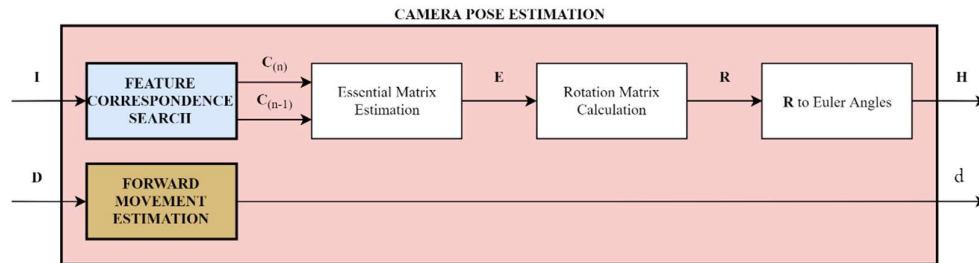 CAMERA POSE ESTIMATION
I
FEATURE
CORRESPONDENCE
SEARCH
C(n)
C(n-1)
Essential Matrix
Estimation
E
Rotation Matrix
Calculation
R
R to Euler Angles
H
D
FORWARD
MOVEMENT
ESTIMATION
d